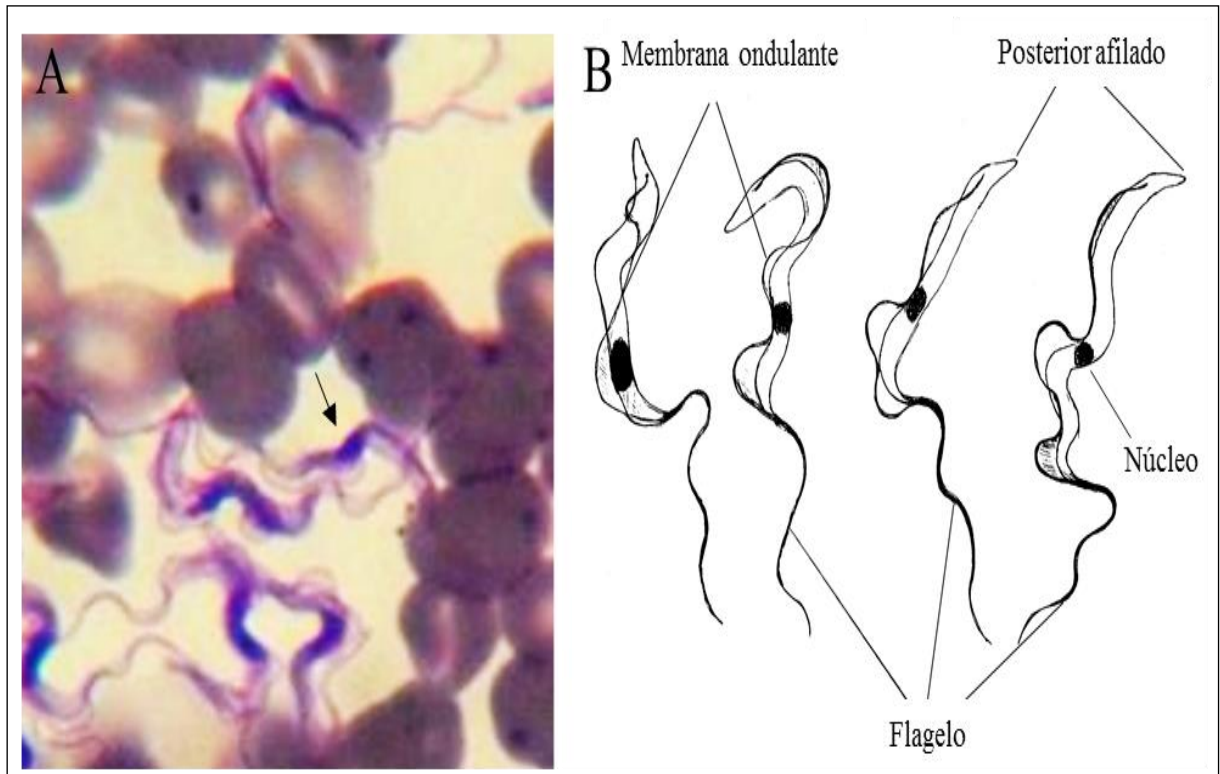 A
B
Membrana ondulante
Posterior afilado
Núcleo
Flagelo